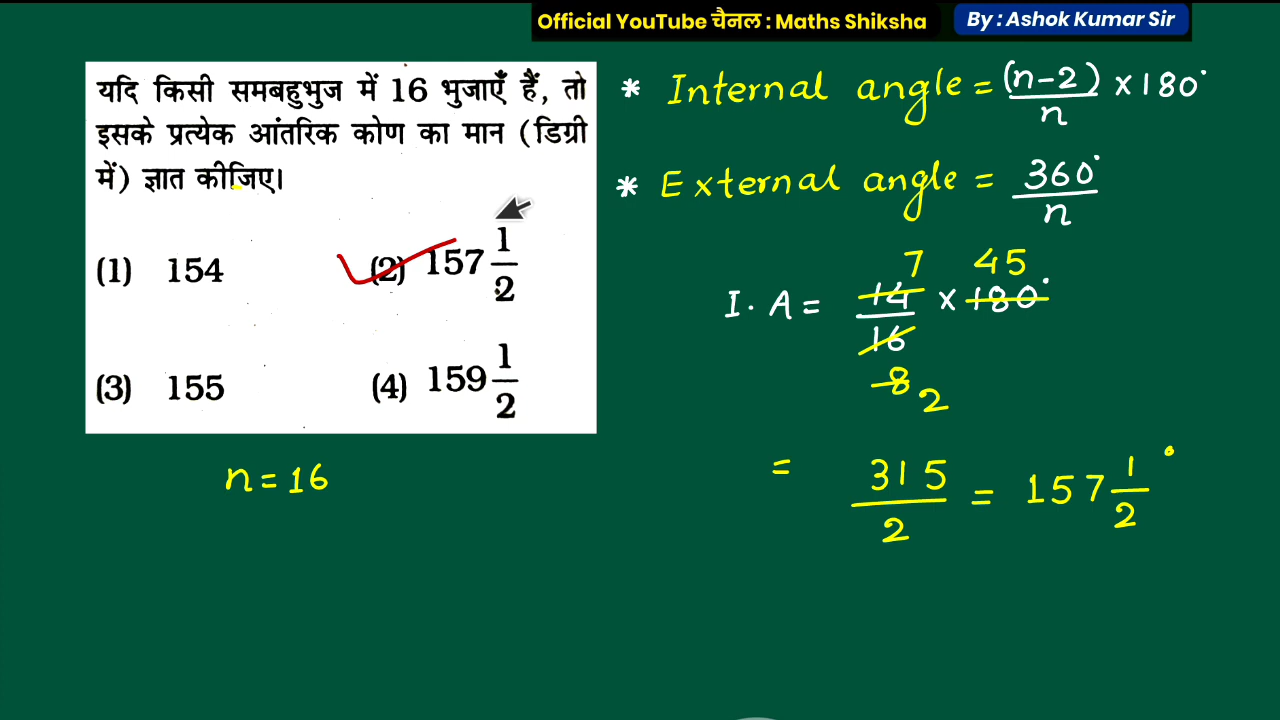 Official YouTube चैनल : Maths Shiksha
By : Ashok Kumar Sir
यदि किसी समबहुभुज में 16 भुजाएँ हैं, तो
इसके प्रत्येक आंतरिक कोण का मान (डिग्री
में) ज्ञात कीजिए।
(1) 154 (2) 157 1/2
(3) 155 (4) 159 1/2
n = 16
* Internal angle = (n-2)/n × 180°
* External angle = 360°/n
7 45
I. A = 14/16 × 180°
8 2
= 315/2 = 157 1/2°